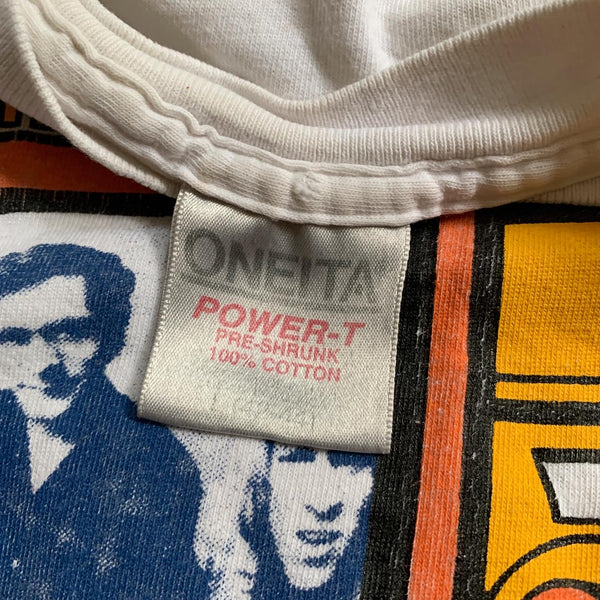 ONEITA®
POWER-T
PRE-SHRUNK
100% COTTON